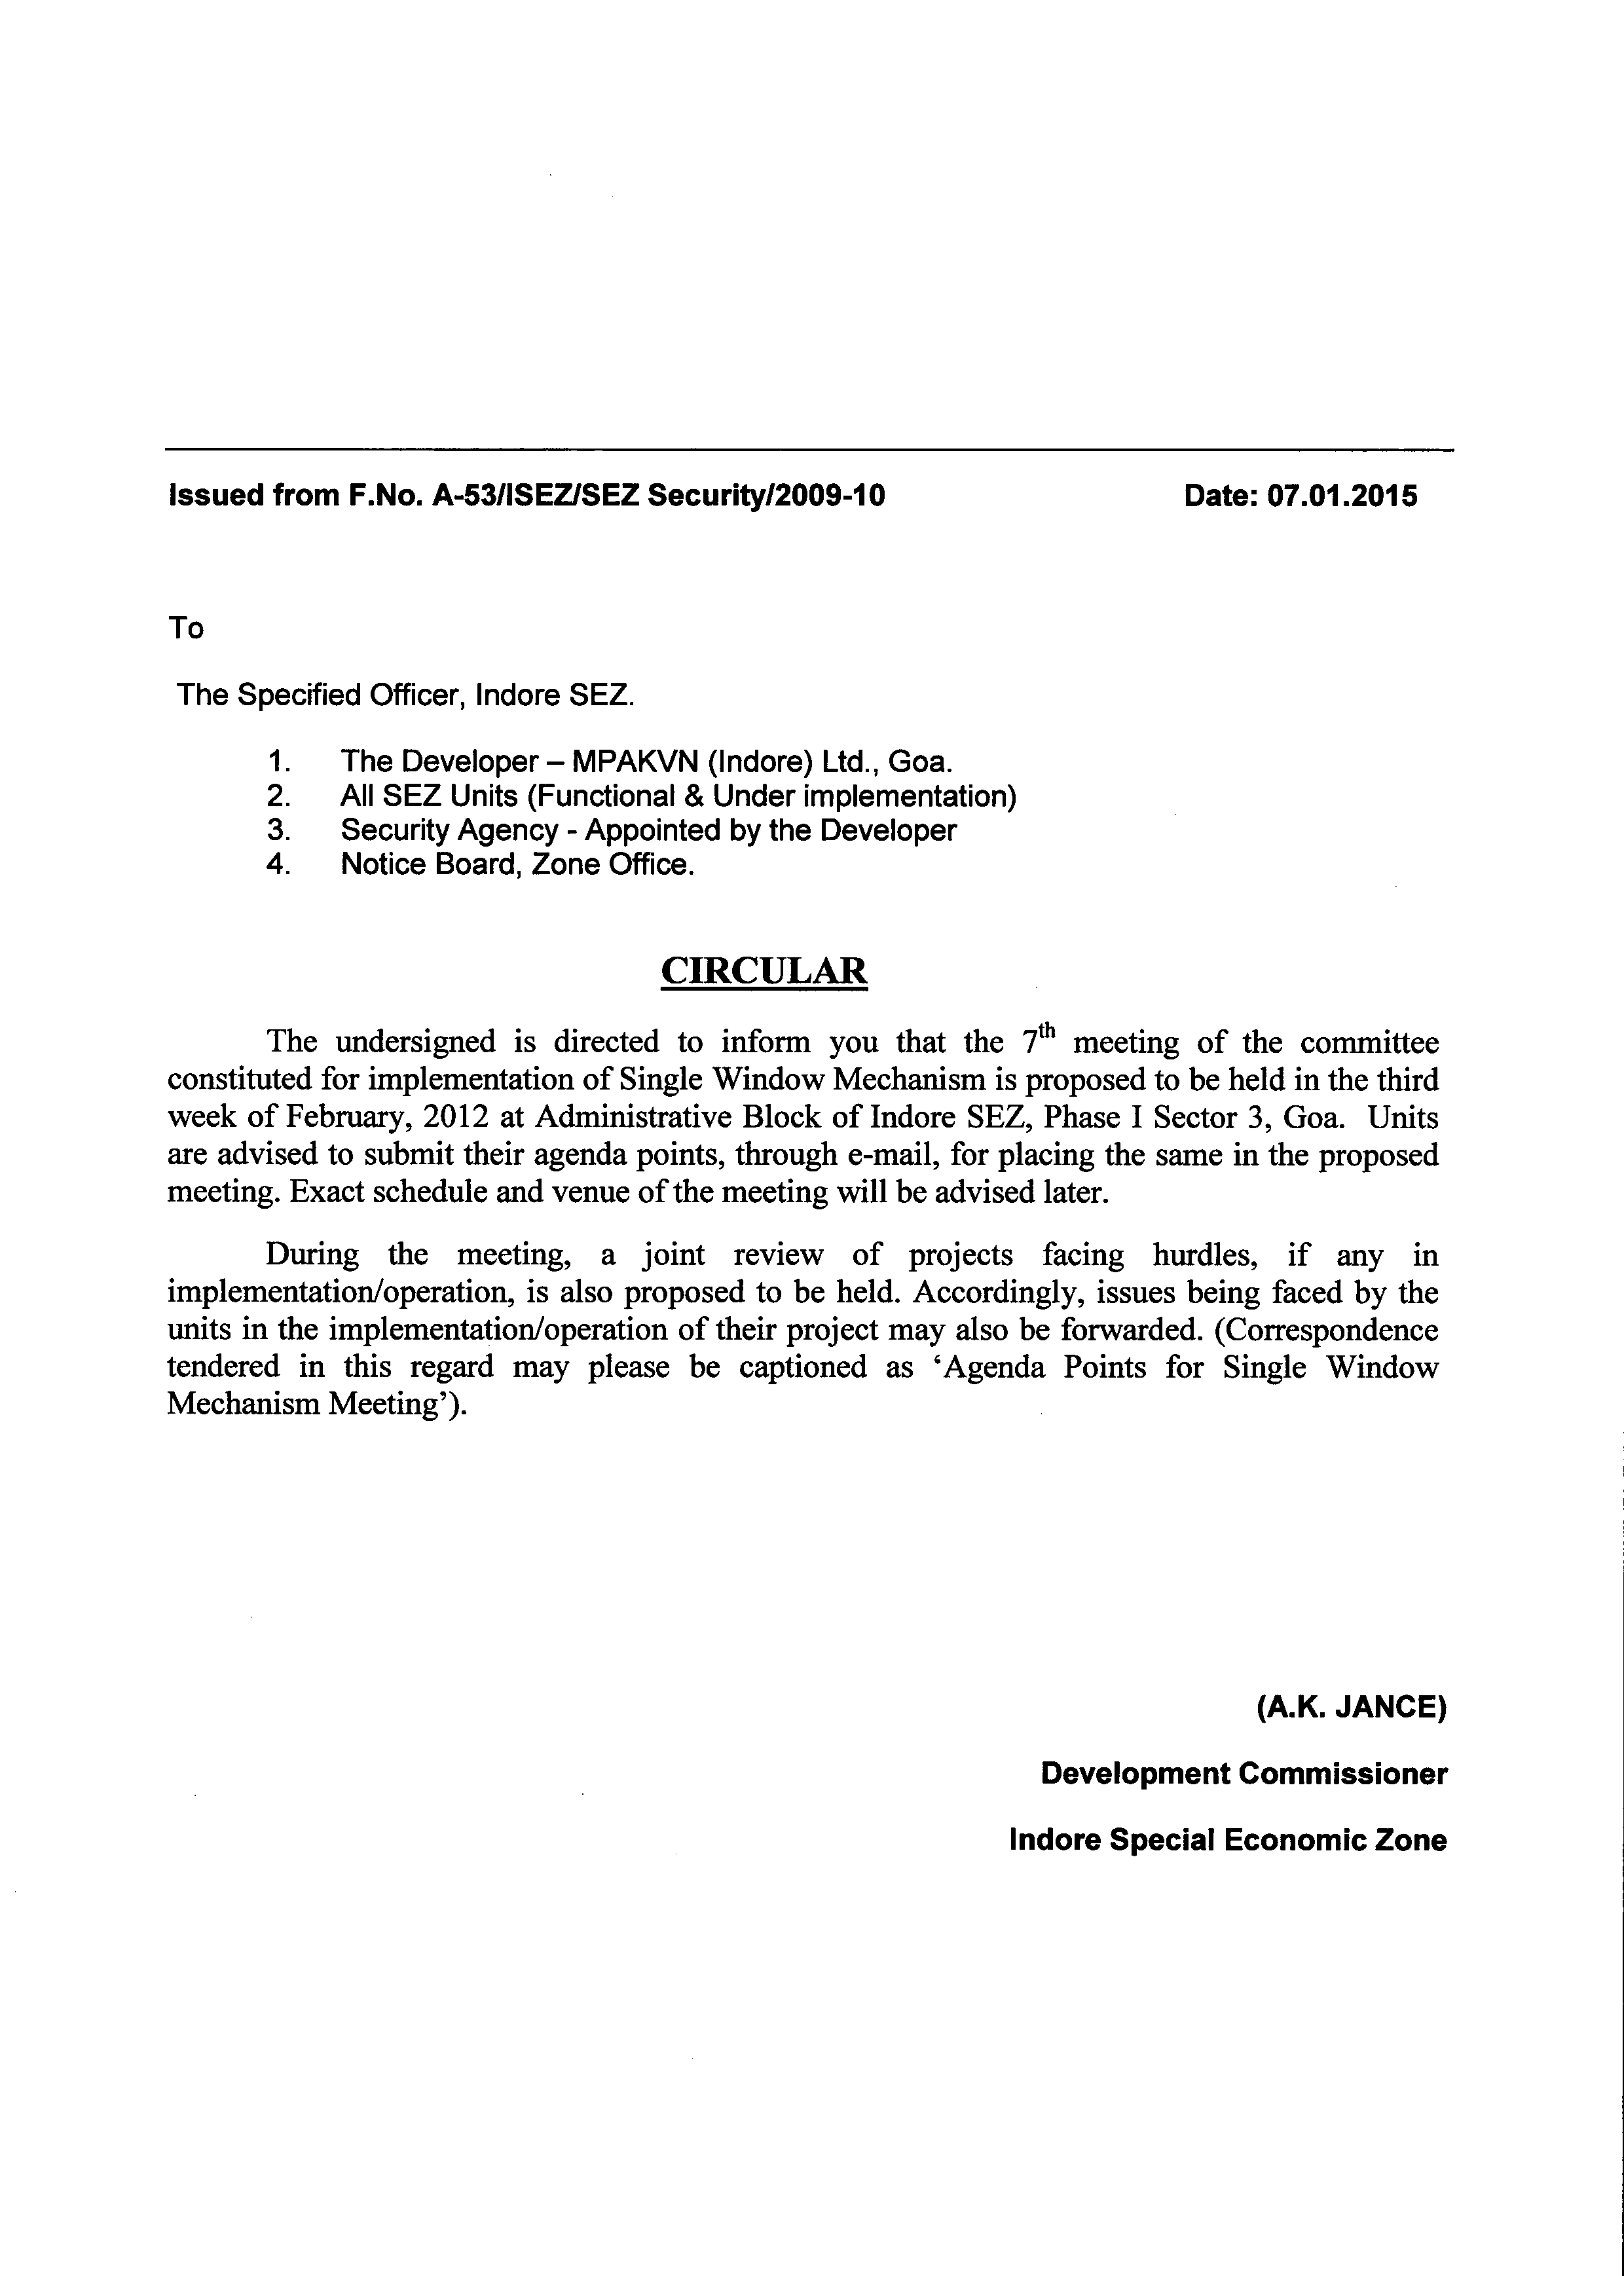 Issued from F.No. A-53/ISEZ/SEZ Security/2009-10 Date: 07.01.2015
To
The Specified Officer, Indore SEZ.
1. The Developer – MPAKVN (Indore) Ltd., Goa.
2. All SEZ Units (Functional & Under implementation)
3. Security Agency - Appointed by the Developer
4. Notice Board, Zone Office.
CIRCULAR
The undersigned is directed to inform you that the 7th meeting of the committee
constituted for implementation of Single Window Mechanism is proposed to be held in the third
week of February, 2012 at Administrative Block of Indore SEZ, Phase I Sector 3, Goa. Units
are advised to submit their agenda points, through e-mail, for placing the same in the proposed
meeting. Exact schedule and venue of the meeting will be advised later.
During the meeting, a joint review of projects facing hurdles, if any in
implementation/operation, is also proposed to be held. Accordingly, issues being faced by the
units in the implementation/operation of their project may also be forwarded. (Correspondence
tendered in this regard may please be captioned as ‘Agenda Points for Single Window
Mechanism Meeting’).
(A.K. JANCE)
Development Commissioner
Indore Special Economic Zone